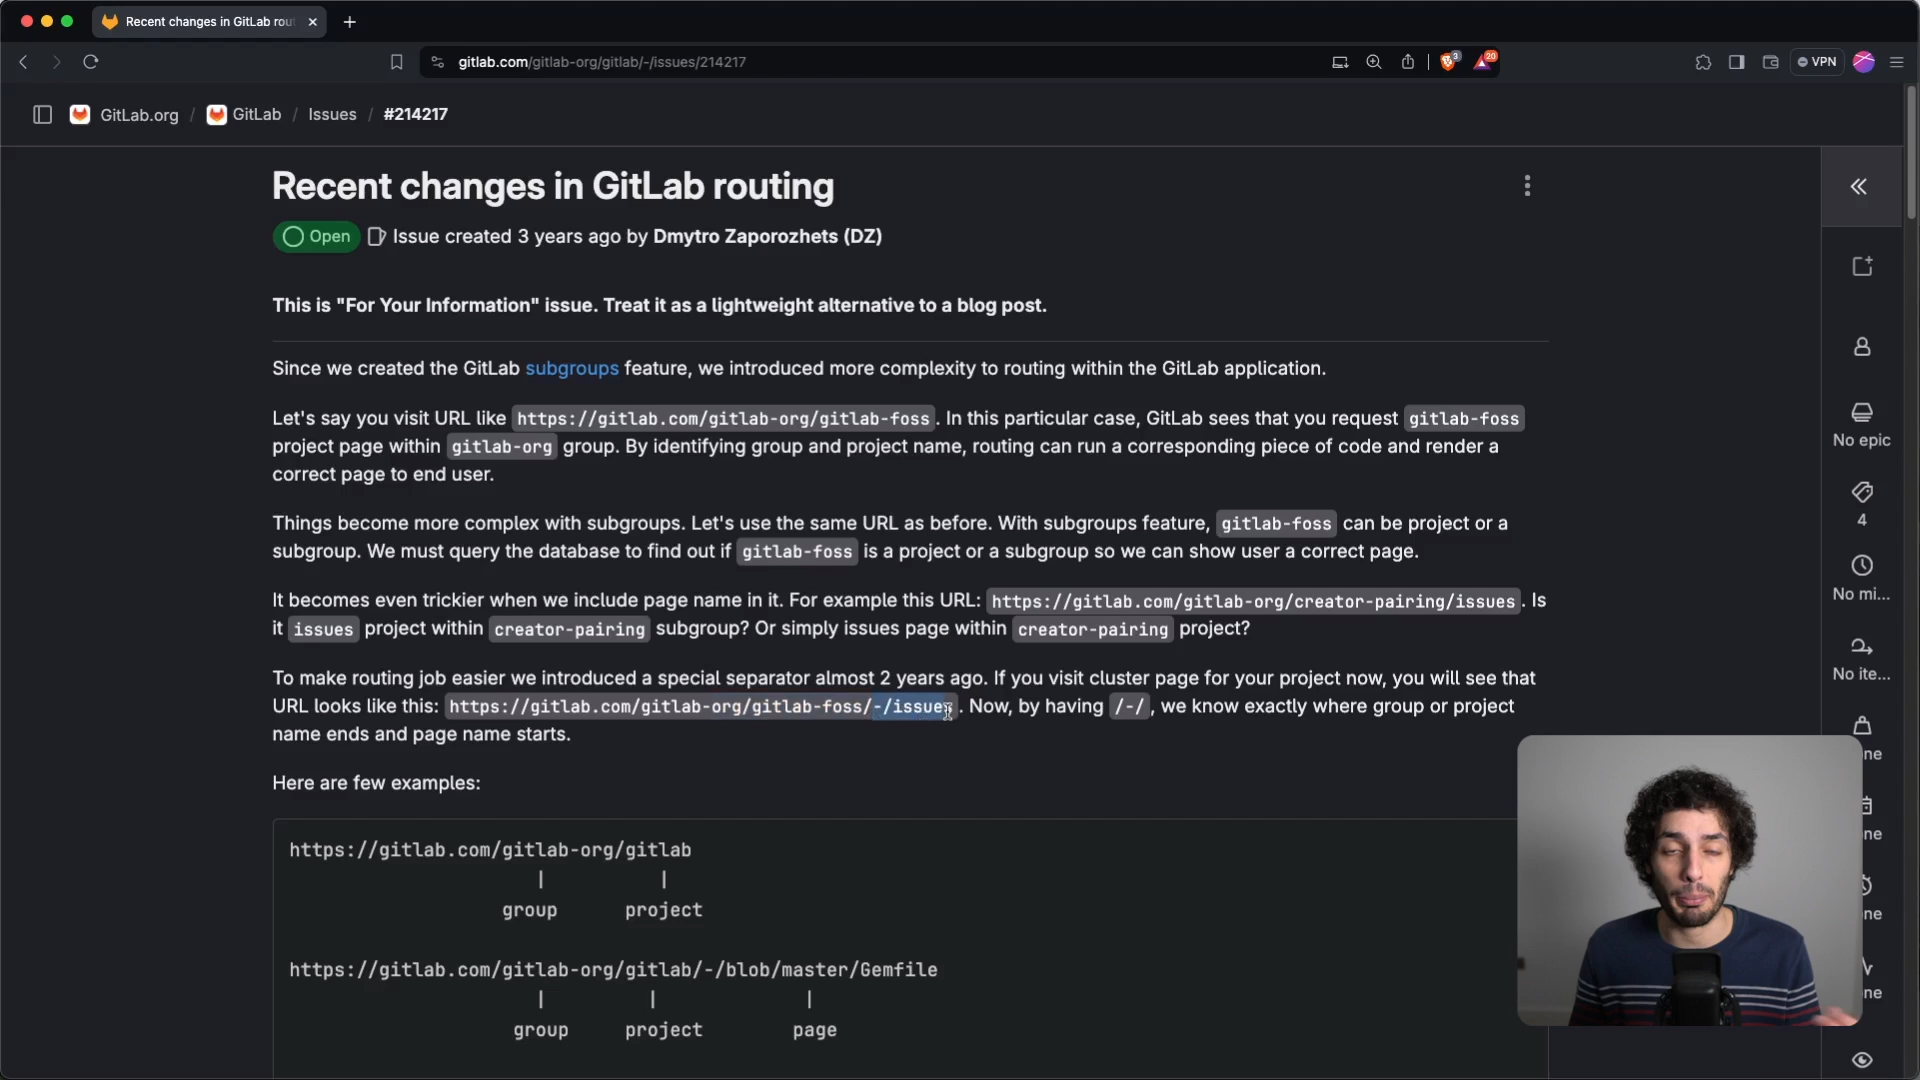 Recent changes in GitLab rout
gitlab.com/gitlab-org/gitlab/-/issues/214217
3
20
VPN
GitLab.org / GitLab / Issues / #214217
Recent changes in GitLab routing
Open Issue created 3 years ago by Dmytro Zaporozhets (DZ)
This is "For Your Information" issue. Treat it as a lightweight alternative to a blog post.
Since we created the GitLab subgroups feature, we introduced more complexity to routing within the GitLab application.
Let's say you visit URL like https://gitlab.com/gitlab-org/gitlab-foss. In this particular case, GitLab sees that you request gitlab-foss
project page within gitlab-org group. By identifying group and project name, routing can run a corresponding piece of code and render a
correct page to end user.
Things become more complex with subgroups. Let's use the same URL as before. With subgroups feature, gitlab-foss can be project or a
subgroup. We must query the database to find out if gitlab-foss is a project or a subgroup so we can show user a correct page.
It becomes even trickier when we include page name in it. For example this URL: https://gitlab.com/gitlab-org/creator-pairing/issues. Is
it issues project within creator-pairing subgroup? Or simply issues page within creator-pairing project?
To make routing job easier we introduced a special separator almost 2 years ago. If you visit cluster page for your project now, you will see that
URL looks like this: https://gitlab.com/gitlab-org/gitlab-foss/-/issues. Now, by having /-/, we know exactly where group or project
name ends and page name starts.
Here are few examples:
https://gitlab.com/gitlab-org/gitlab
| |
group project
https://gitlab.com/gitlab-org/gitlab/-/blob/master/Gemfile
| | |
group project page
No epic
4
No mi...
No ite...
ne
ne
ne
ne